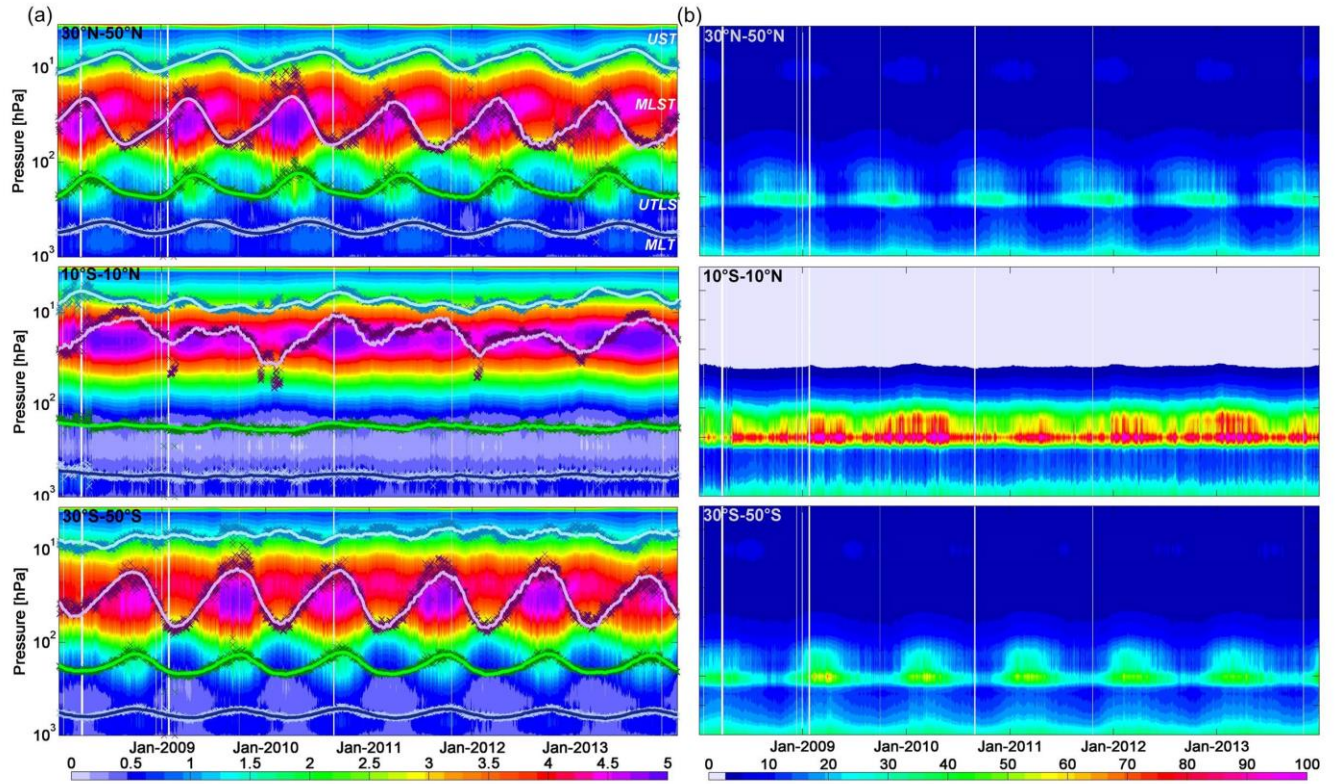 (a)
(b)
30°N-50°N
UST
MLST
UTLS
MLT
Pressure [hPa]
10¹
10²
10³
30°N-50°N
10°S-10°N
Pressure [hPa]
10¹
10²
10³
10°S-10°N
30°S-50°S
Pressure [hPa]
10¹
10²
10³
30°S-50°S
Jan-2009 Jan-2010 Jan-2011 Jan-2012 Jan-2013
Jan-2009 Jan-2010 Jan-2011 Jan-2012 Jan-2013
0 0.5 1 1.5 2 2.5 3 3.5 4 4.5 5
0 10 20 30 40 50 60 70 80 90 100